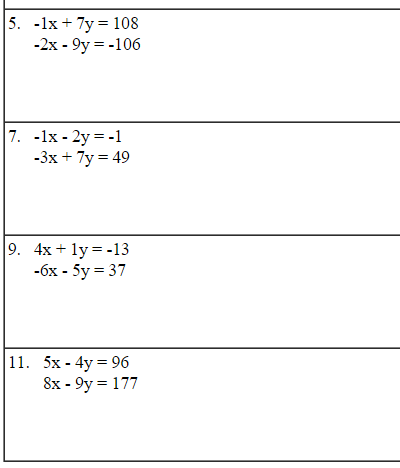 5. -1x + 7y = 108
-2x - 9y = -106
7. -1x - 2y = -1
-3x + 7y = 49
9. 4x + 1y = -13
-6x - 5y = 37
11. 5x - 4y = 96
8x - 9y = 177